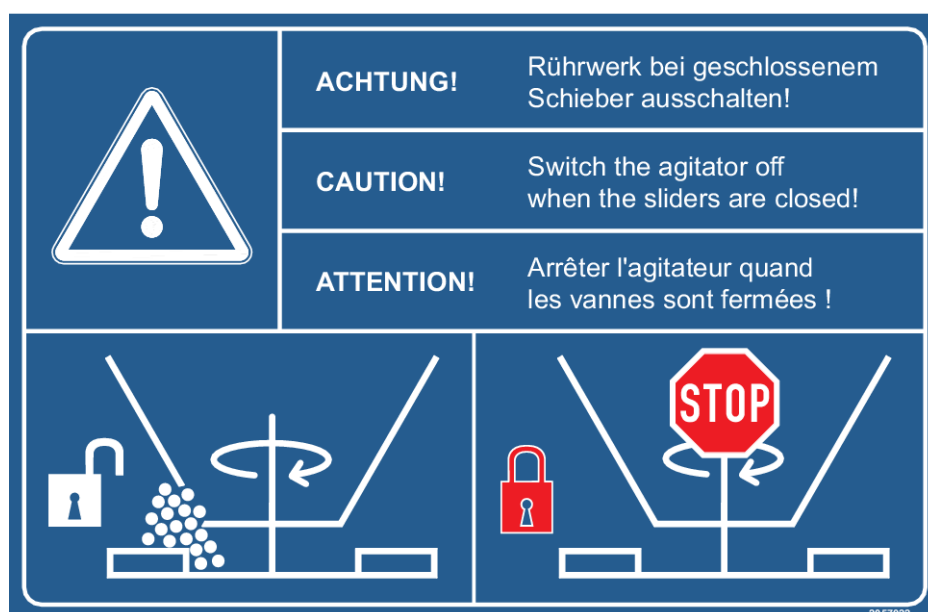 ACHTUNG!
Rührwerk bei geschlossenem
Schieber ausschalten!
CAUTION!
Switch the agitator off
when the sliders are closed!
ATTENTION!
Arrêter l'agitateur quand
les vannes sont fermées !
STOP